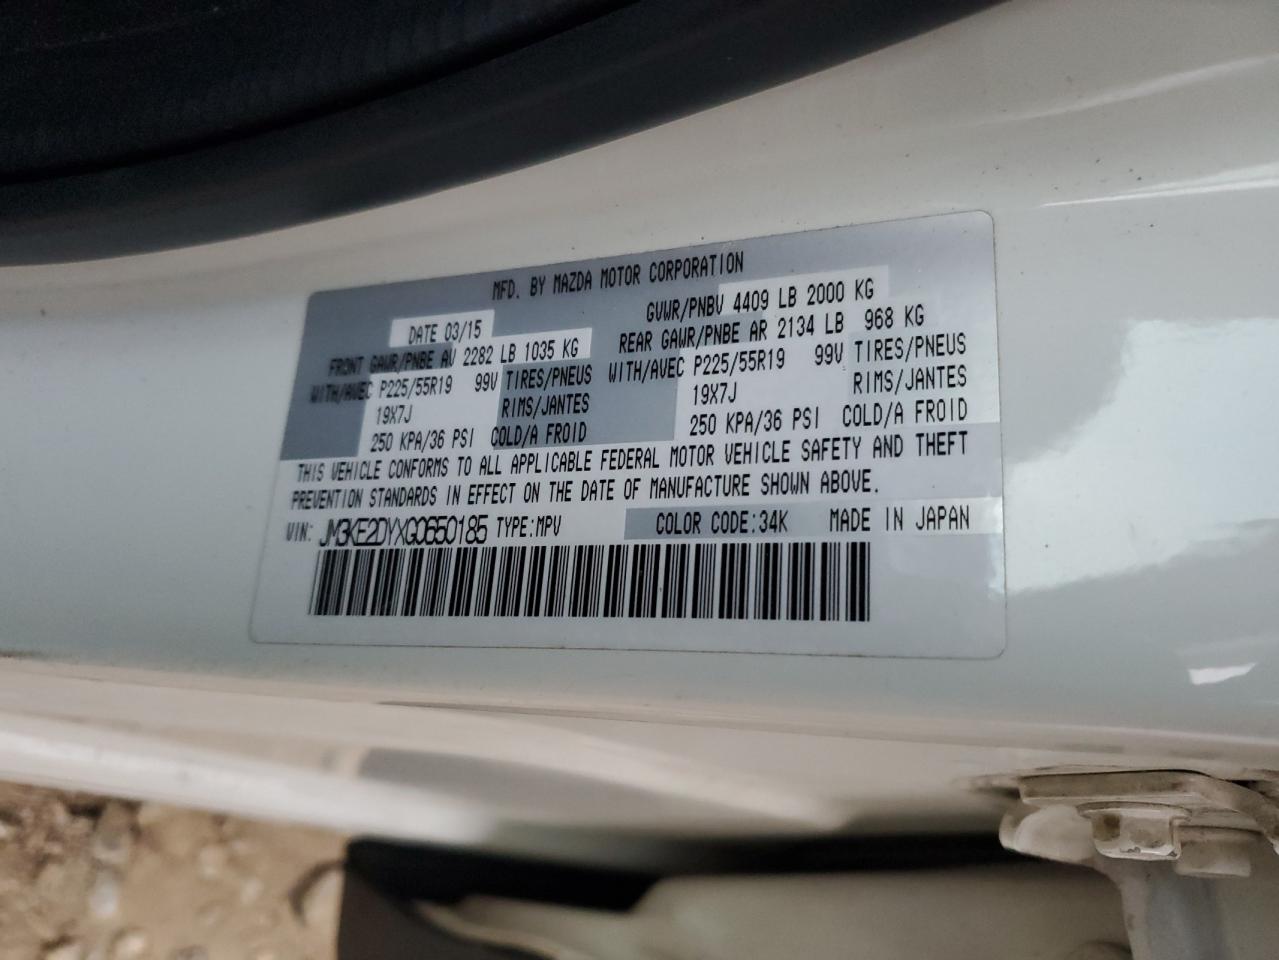 MFD. BY MAZDA MOTOR CORPORATION
DATE 03/15 GVWR/PNBV 4409 LB 2000 KG
FRONT GAWR/PNBE AV 2282 LB 1035 KG REAR GAWR/PNBE AR 2134 LB 968 KG
WITH/AVEC P225/55R19 99V TIRES/PNEUS WITH/AVEC P225/55R19 99V TIRES/PNEUS
19X7J RIMS/JANTES 19X7J RIMS/JANTES
250 KPA/36 PSI COLD/A FROID 250 KPA/36 PSI COLD/A FROID
THIS VEHICLE CONFORMS TO ALL APPLICABLE FEDERAL MOTOR VEHICLE SAFETY AND THEFT
PREVENTION STANDARDS IN EFFECT ON THE DATE OF MANUFACTURE SHOWN ABOVE.
VIN: JM3KE2DYXG0650185 TYPE:MPV COLOR CODE:34K MADE IN JAPAN